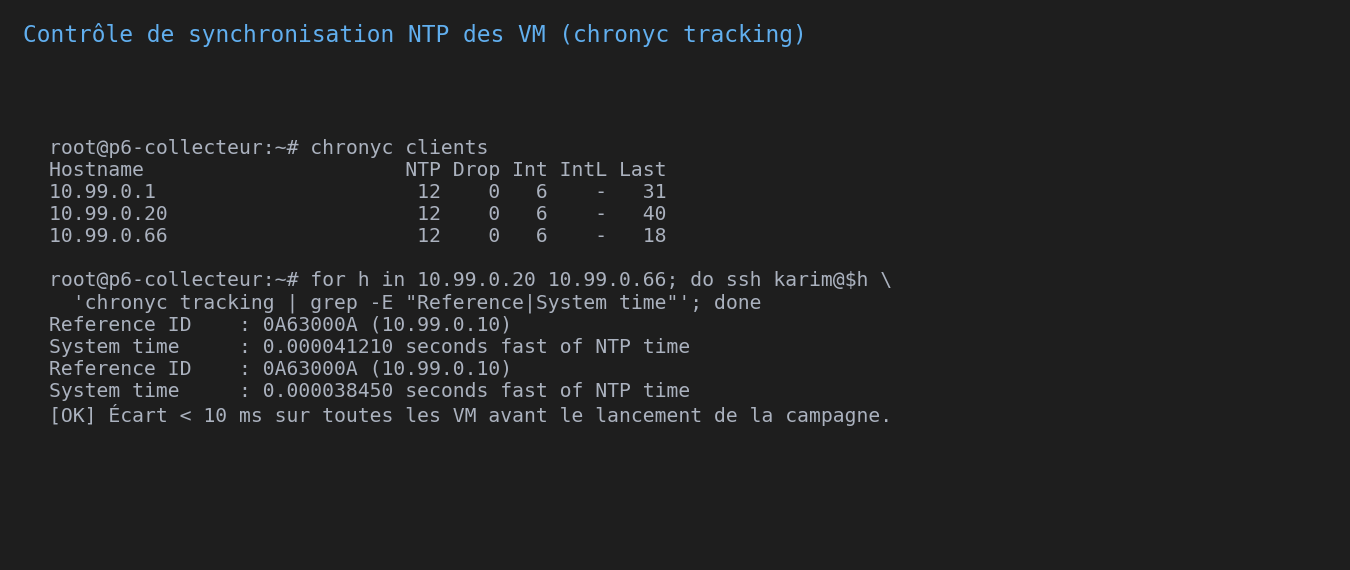 Contrôle de synchronisation NTP des VM (chronyc tracking)
root@p6-collecteur:~# chronyc clients
Hostname                      NTP Drop Int IntL Last
10.99.0.1                      12    0   6    -   31
10.99.0.20                     12    0   6    -   40
10.99.0.66                     12    0   6    -   18
root@p6-collecteur:~# for h in 10.99.0.20 10.99.0.66; do ssh karim@$h \
  'chronyc tracking | grep -E "Reference|System time"'; done
Reference ID    : 0A63000A (10.99.0.10)
System time     : 0.000041210 seconds fast of NTP time
Reference ID    : 0A63000A (10.99.0.10)
System time     : 0.000038450 seconds fast of NTP time
[OK] Écart < 10 ms sur toutes les VM avant le lancement de la campagne.